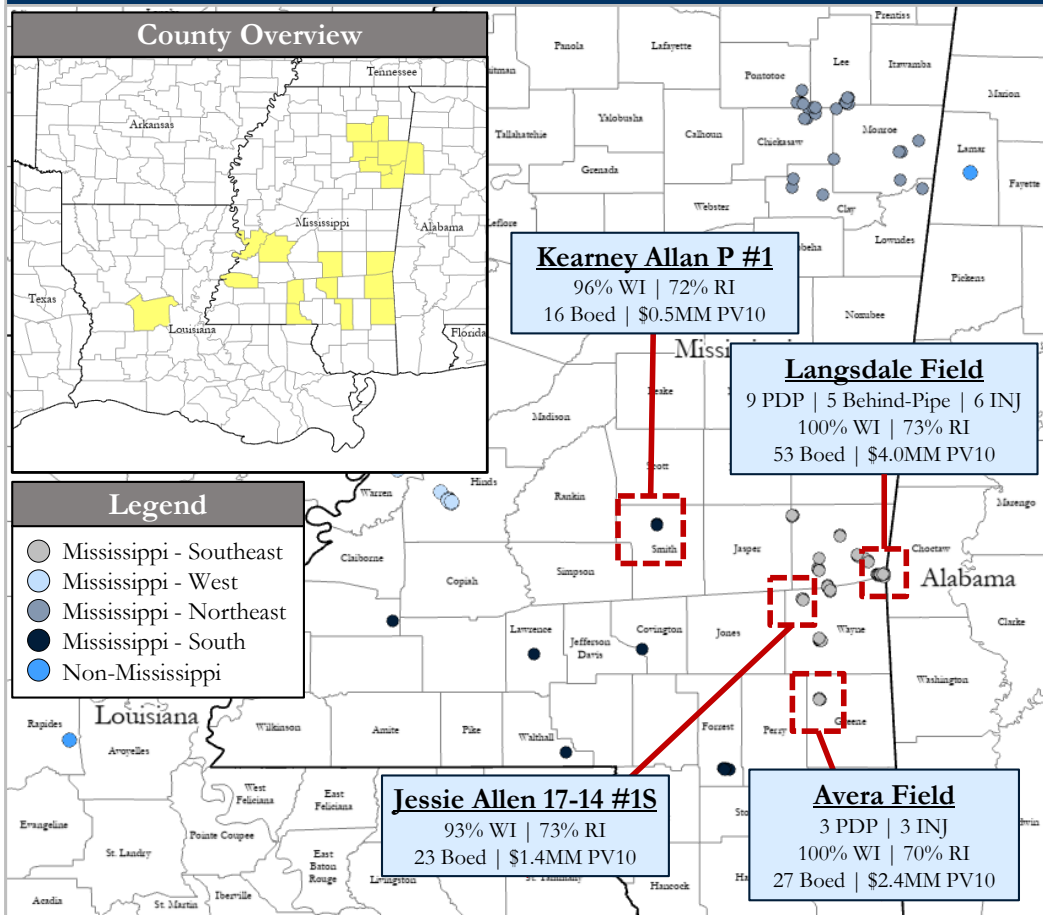 County Overview
Tennessee
Arkansas
Mississippi
Alabama
Texas
Louisiana
Florida
Prentiss
Panola
Lafayette
Lee
Itawamba
Pontotoc
Marion
Yalobusha
Tallahatchie
Calhoun
Chickasaw
Monroe
Lamar
Grenada
Fayette
Webster
Clay
Leflore
Lowndes
Pickens
Noxubee
Kearney Allan P #1
96% WI | 72% RI
16 Boed | $0.5MM PV10
Langsdale Field
9 PDP | 5 Behind-Pipe | 6 INJ
100% WI | 73% RI
53 Boed | $4.0MM PV10
Madison
Hinds
Warren
Rankin
Marengo
Legend
Mississippi - Southeast
Mississippi - West
Mississippi - Northeast
Mississippi - South
Non-Mississippi
Claiborne
Copiah
Simpson
Smith
Jasper
Choctaw
Alabama
Lawrence
Jefferson Davis
Covington
Jones
Wayne
Clarke
Washington
Rapides
Louisiana
Avoyelles
Wilkinson
Amite
Pike
Walthall
Forrest
Perry
Greene
Jessie Allen 17-14 #1S
93% WI | 73% RI
23 Boed | $1.4MM PV10
Avera Field
3 PDP | 3 INJ
100% WI | 70% RI
27 Boed | $2.4MM PV10
West Feliciana
East Feliciana
Evangeline
Pointe Coupee
St. Landry
East Baton Rouge
Livingston
Hancock
Acadia
St. Martin
Iberville